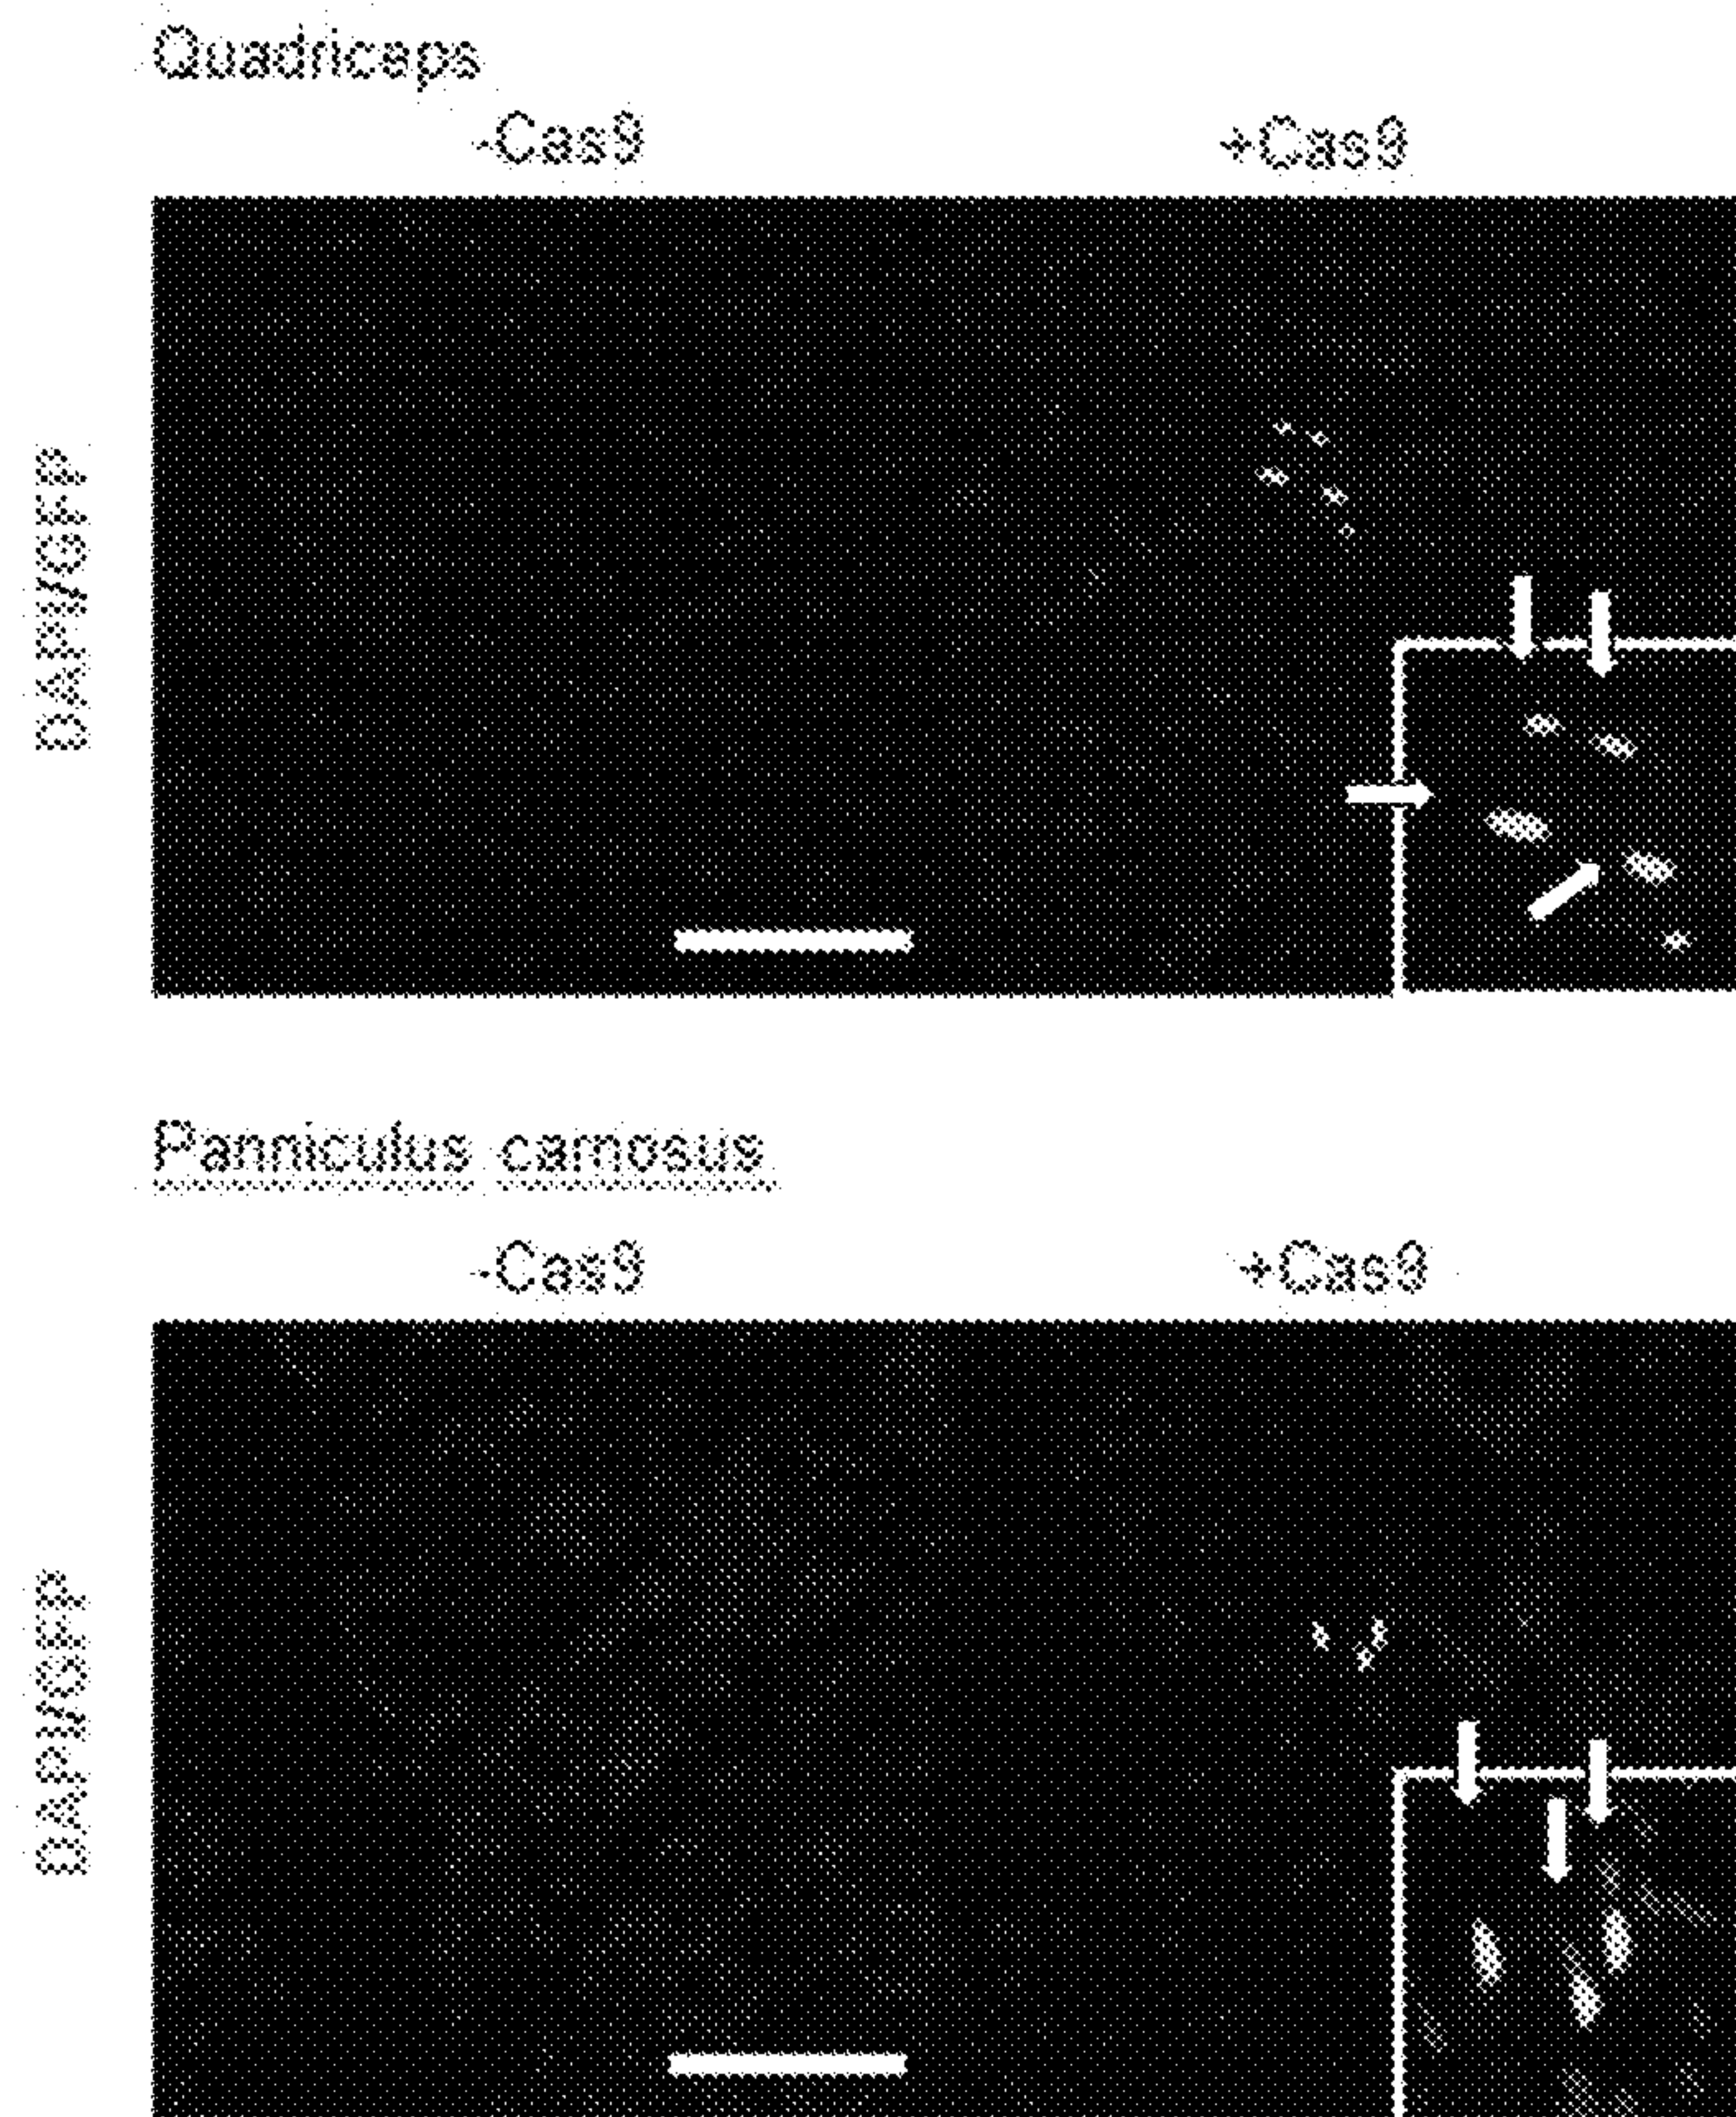 Quadriceps
-Cas9 +Cas9
DAPI/GFP
Panniculus carnosus
-Cas9 +Cas9
DAPI/GFP